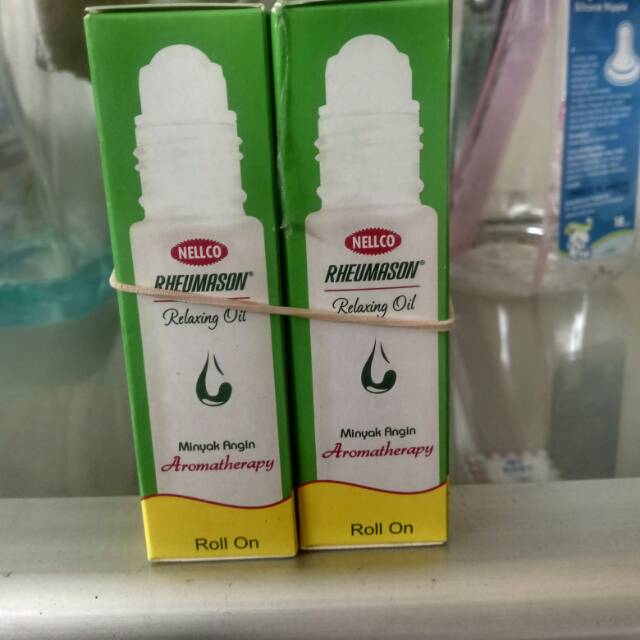 NELLCO
RHEUMASON®
Relaxing Oil
Minyak Angin
Aromatherapy
Roll On
NELLCO
RHEUMASON®
Relaxing Oil
Minyak Angin
Aromatherapy
Roll On